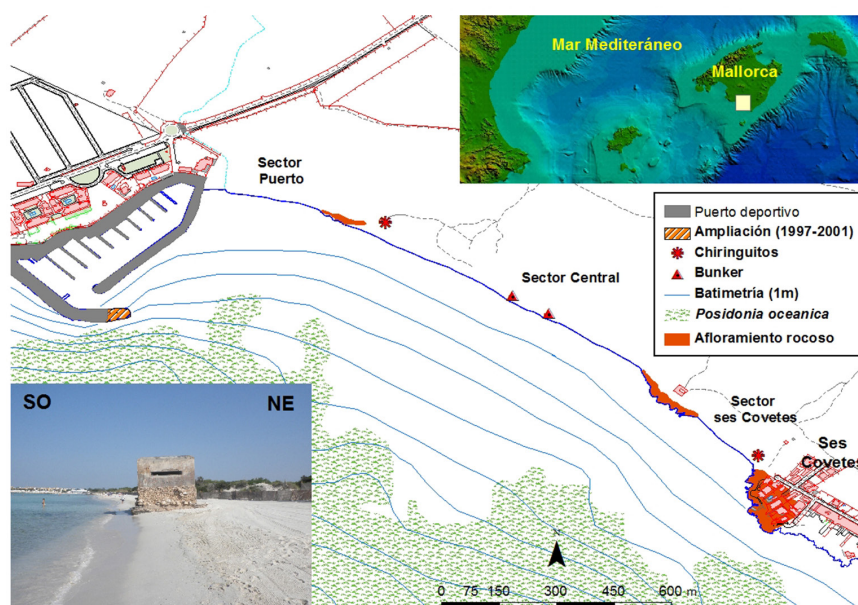 Mar Mediteráneo
Mallorca
Sector
Puerto
Puerto deportivo
Ampliación (1997-2001)
Chiringuitos
Bunker
Batimetría (1m)
Posidonia oceanica
Afloramiento rocoso
Sector Central
Sector
ses Covetes
Ses
Covetes
SO NE
0 75 150 300 450 600 m